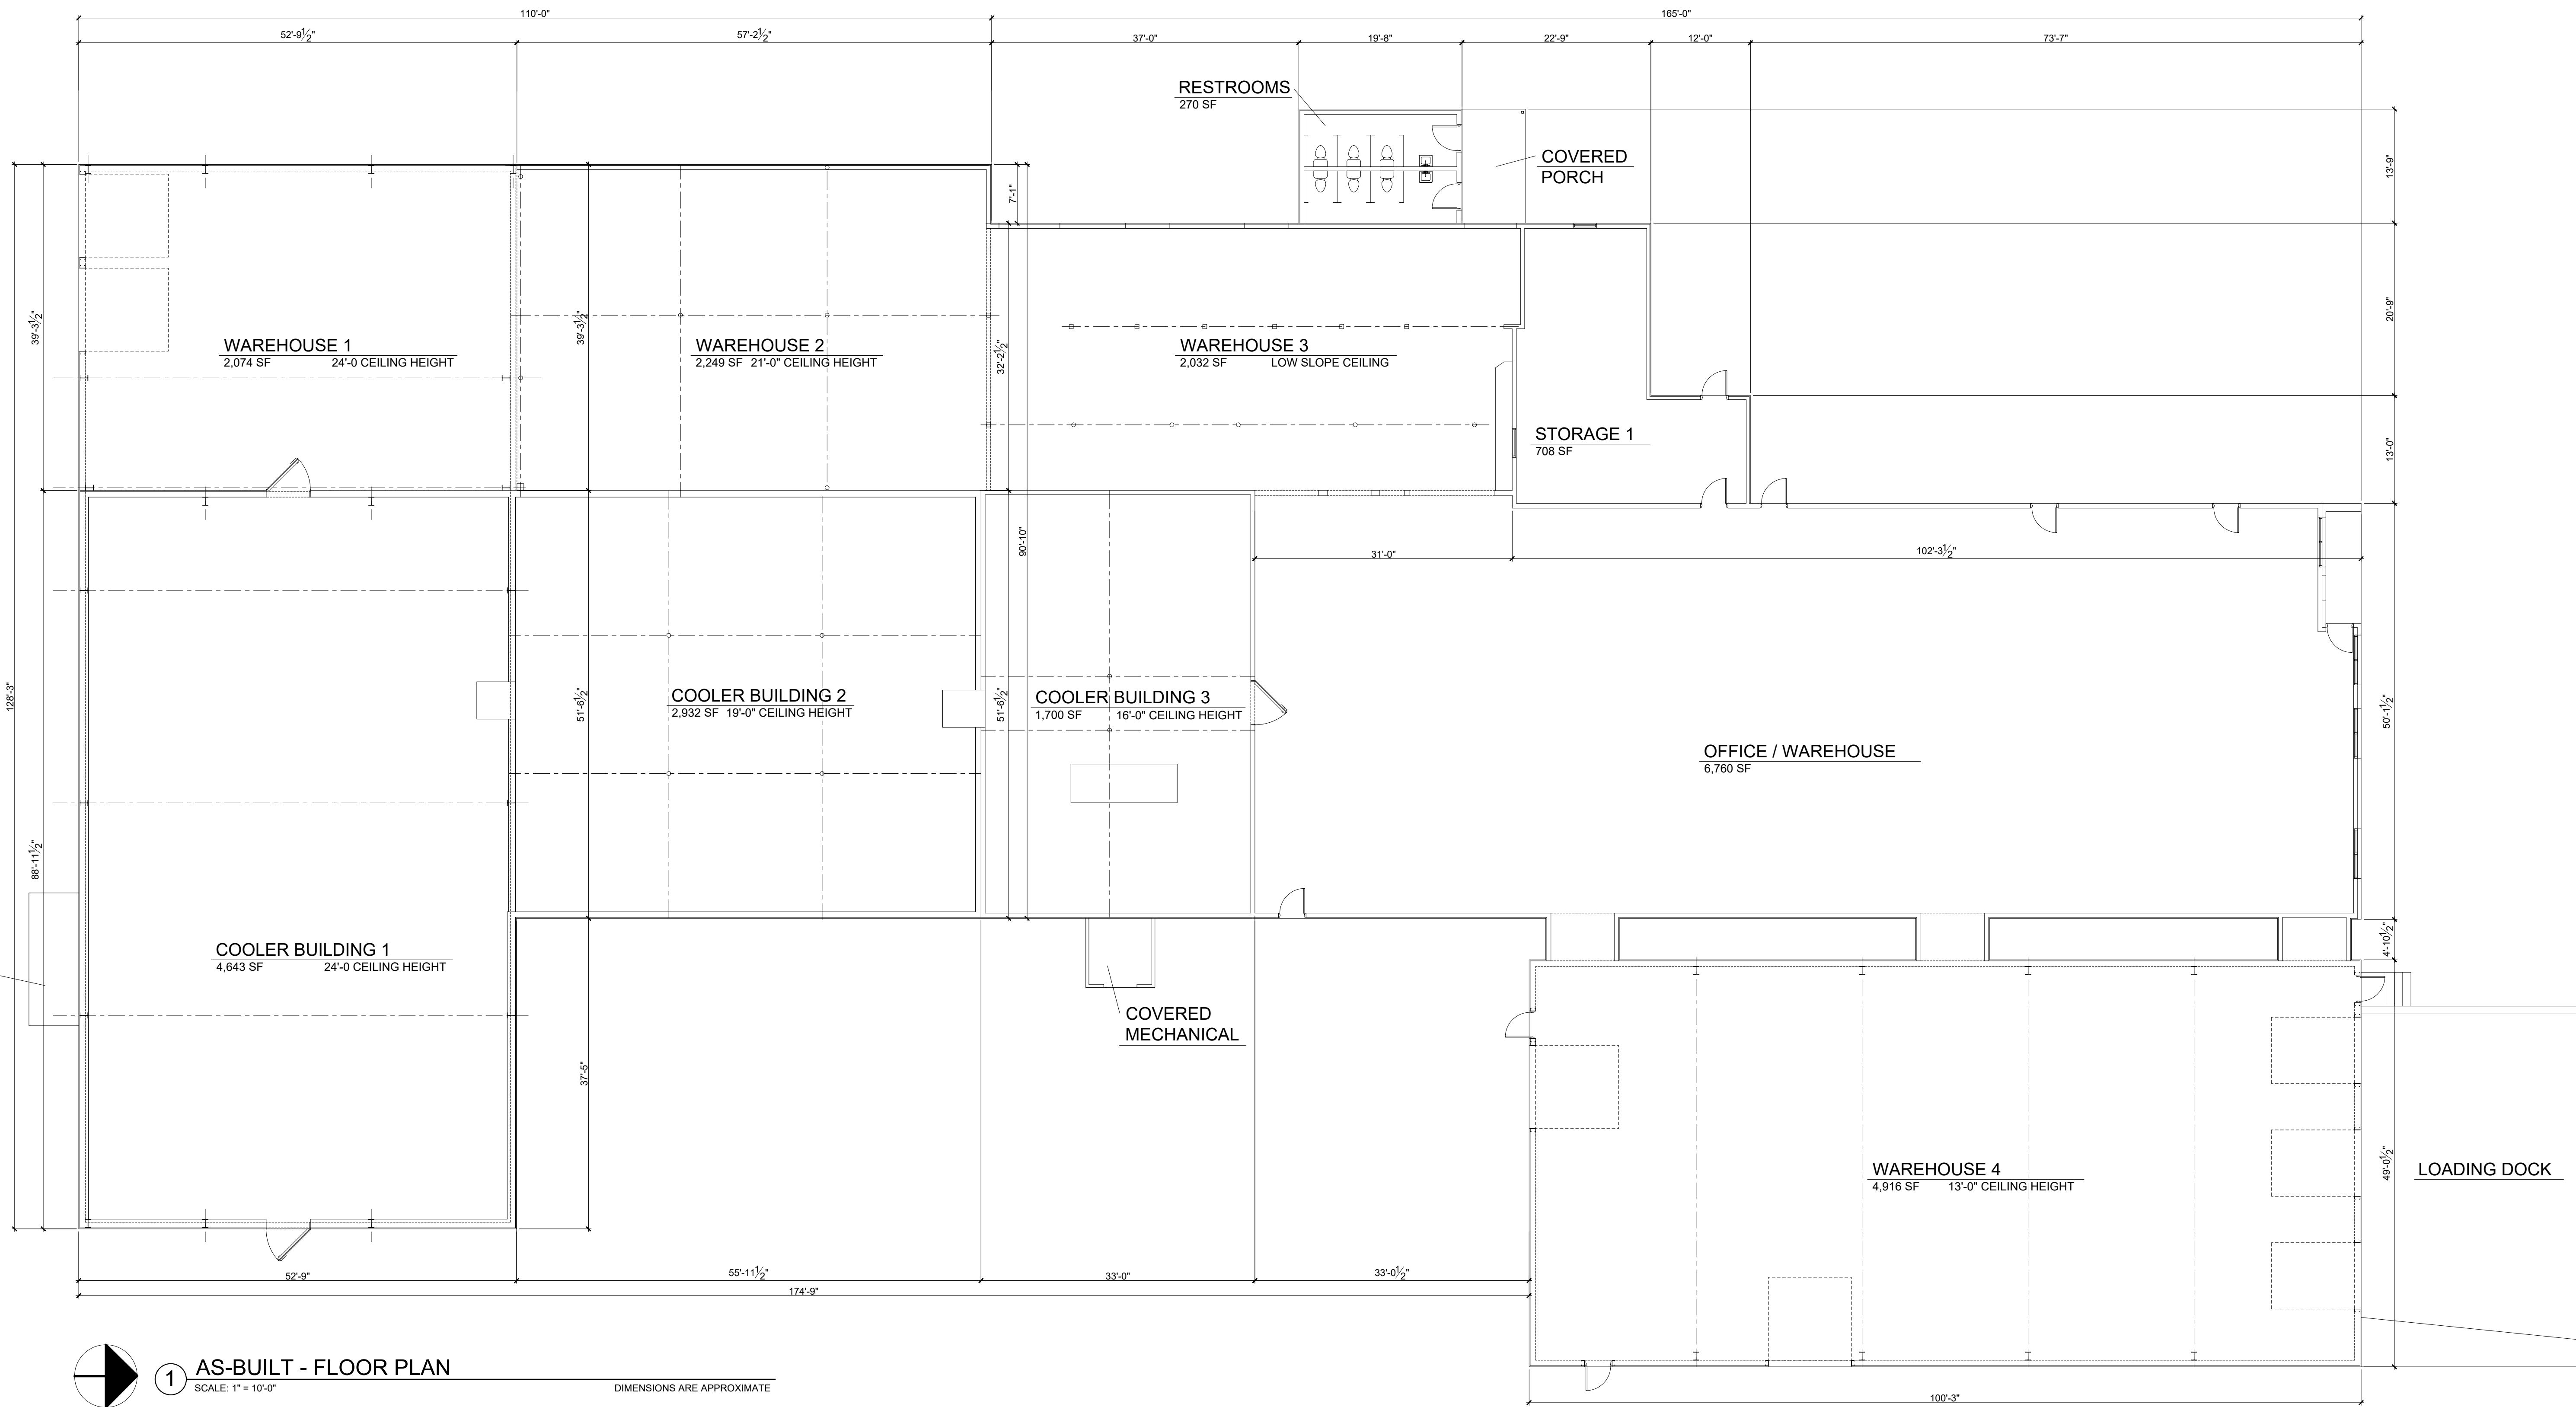 110'-0"
165'-0"
52'-9½"
57'-2½"
37'-0"
19'-8"
22'-9"
12'-0"
73'-7"
RESTROOMS
270 SF
COVERED
PORCH
13'-9"
7'-1"
39'-3½"
39'-3½"
32'-2½"
20'-9"
WAREHOUSE 1
2,074 SF 24'-0 CEILING HEIGHT
WAREHOUSE 2
2,249 SF 21'-0" CEILING HEIGHT
WAREHOUSE 3
2,032 SF LOW SLOPE CEILING
STORAGE 1
708 SF
13'-0"
90'-10"
31'-0"
102'-3½"
128'-3"
51'-6½"
51'-6½"
50'-1½"
COOLER BUILDING 2
2,932 SF 19'-0" CEILING HEIGHT
COOLER BUILDING 3
1,700 SF 16'-0" CEILING HEIGHT
OFFICE / WAREHOUSE
6,760 SF
88'-11½"
COOLER BUILDING 1
4,643 SF 24'-0 CEILING HEIGHT
4'-10½"
COVERED
MECHANICAL
37'-5"
WAREHOUSE 4
4,916 SF 13'-0" CEILING HEIGHT
49'-0½"
LOADING DOCK
52'-9"
55'-11½"
33'-0"
33'-0½"
174'-9"
1 AS-BUILT - FLOOR PLAN
SCALE: 1" = 10'-0" DIMENSIONS ARE APPROXIMATE
100'-3"